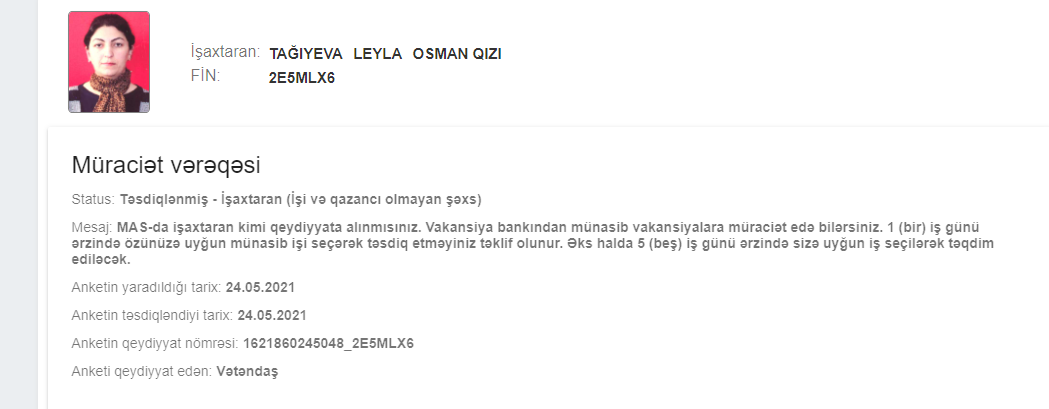 İşaxtaran: TAĞIYEVA LEYLA OSMAN QIZI
FİN: 2E5MLX6
Müraciət vərəqəsi
Status: Təsdiqlənmiş - İşaxtaran (İşi və qazancı olmayan şəxs)
Mesaj: MAS-da işaxtaran kimi qeydiyyata alınmısınız. Vakansiya bankından münasib vakansiyalara müraciət edə bilərsiniz. 1 (bir) iş günü
ərzində özünüzə uyğun münasib işi seçərək təsdiq etməyiniz təklif olunur. Əks halda 5 (beş) iş günü ərzində sizə uyğun iş seçilərək təqdim
ediləcək.
Anketin yaradıldığı tarix: 24.05.2021
Anketin təsdiqləndiyi tarix: 24.05.2021
Anketin qeydiyyat nömrəsi: 1621860245048_2E5MLX6
Anketi qeydiyyat edən: Vətəndaş